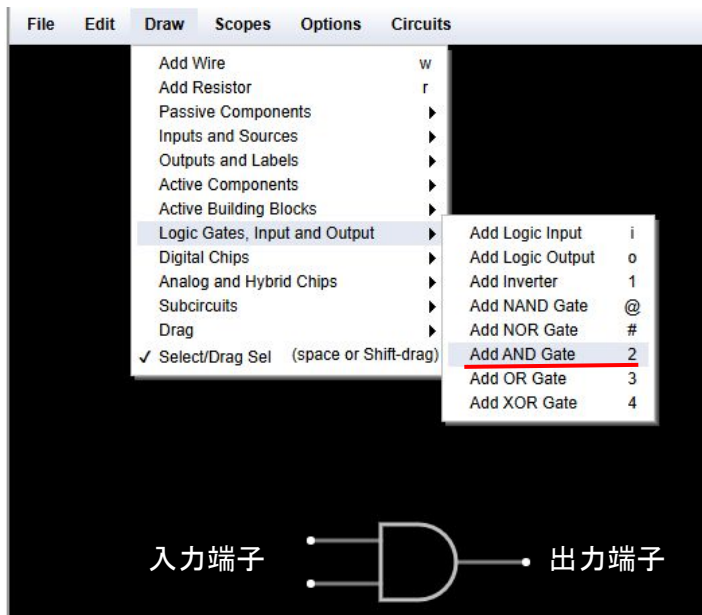 File Edit Draw Scopes Options Circuits
Add Wire w
Add Resistor r
Passive Components
Inputs and Sources
Outputs and Labels
Active Components
Active Building Blocks
Logic Gates, Input and Output
Digital Chips
Analog and Hybrid Chips
Subcircuits
Drag
✓ Select/Drag Sel (space or Shift-drag)
Add Logic Input i
Add Logic Output o
Add Inverter 1
Add NAND Gate @
Add NOR Gate #
Add AND Gate 2
Add OR Gate 3
Add XOR Gate 4
入力端子 出力端子